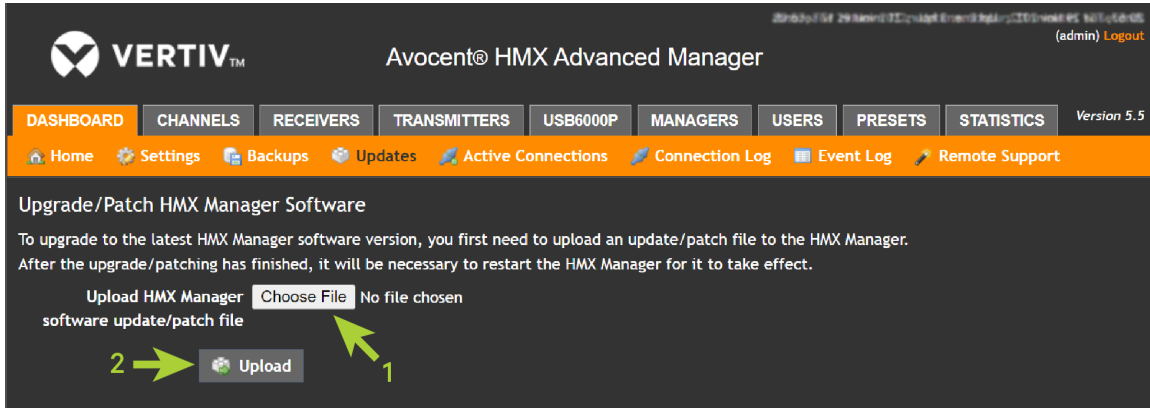 (admin) Logout
VERTIV™
Avocent® HMX Advanced Manager
DASHBOARD CHANNELS RECEIVERS TRANSMITTERS USB6000P MANAGERS USERS PRESETS STATISTICS Version 5.5
Home Settings Backups Updates Active Connections Connection Log Event Log Remote Support
Upgrade/Patch HMX Manager Software
To upgrade to the latest HMX Manager software version, you first need to upload an update/patch file to the HMX Manager.
After the upgrade/patching has finished, it will be necessary to restart the HMX Manager for it to take effect.
Upload HMX Manager Choose File No file chosen
software update/patch file
2 Upload 1